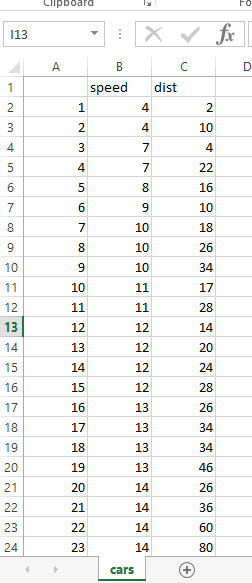 Clipboard
Fo
I13
fx
A B C D
1 speed dist
2 1 4 2
3 2 4 10
4 3 7 4
5 4 7 22
6 5 8 16
7 6 9 10
8 7 10 18
9 8 10 26
10 9 10 34
11 10 11 17
12 11 11 28
13 12 12 14
14 13 12 20
15 14 12 24
16 15 12 28
17 16 13 26
18 17 13 34
19 18 13 34
20 19 13 46
21 20 14 26
22 21 14 36
23 22 14 60
24 23 14 80
cars